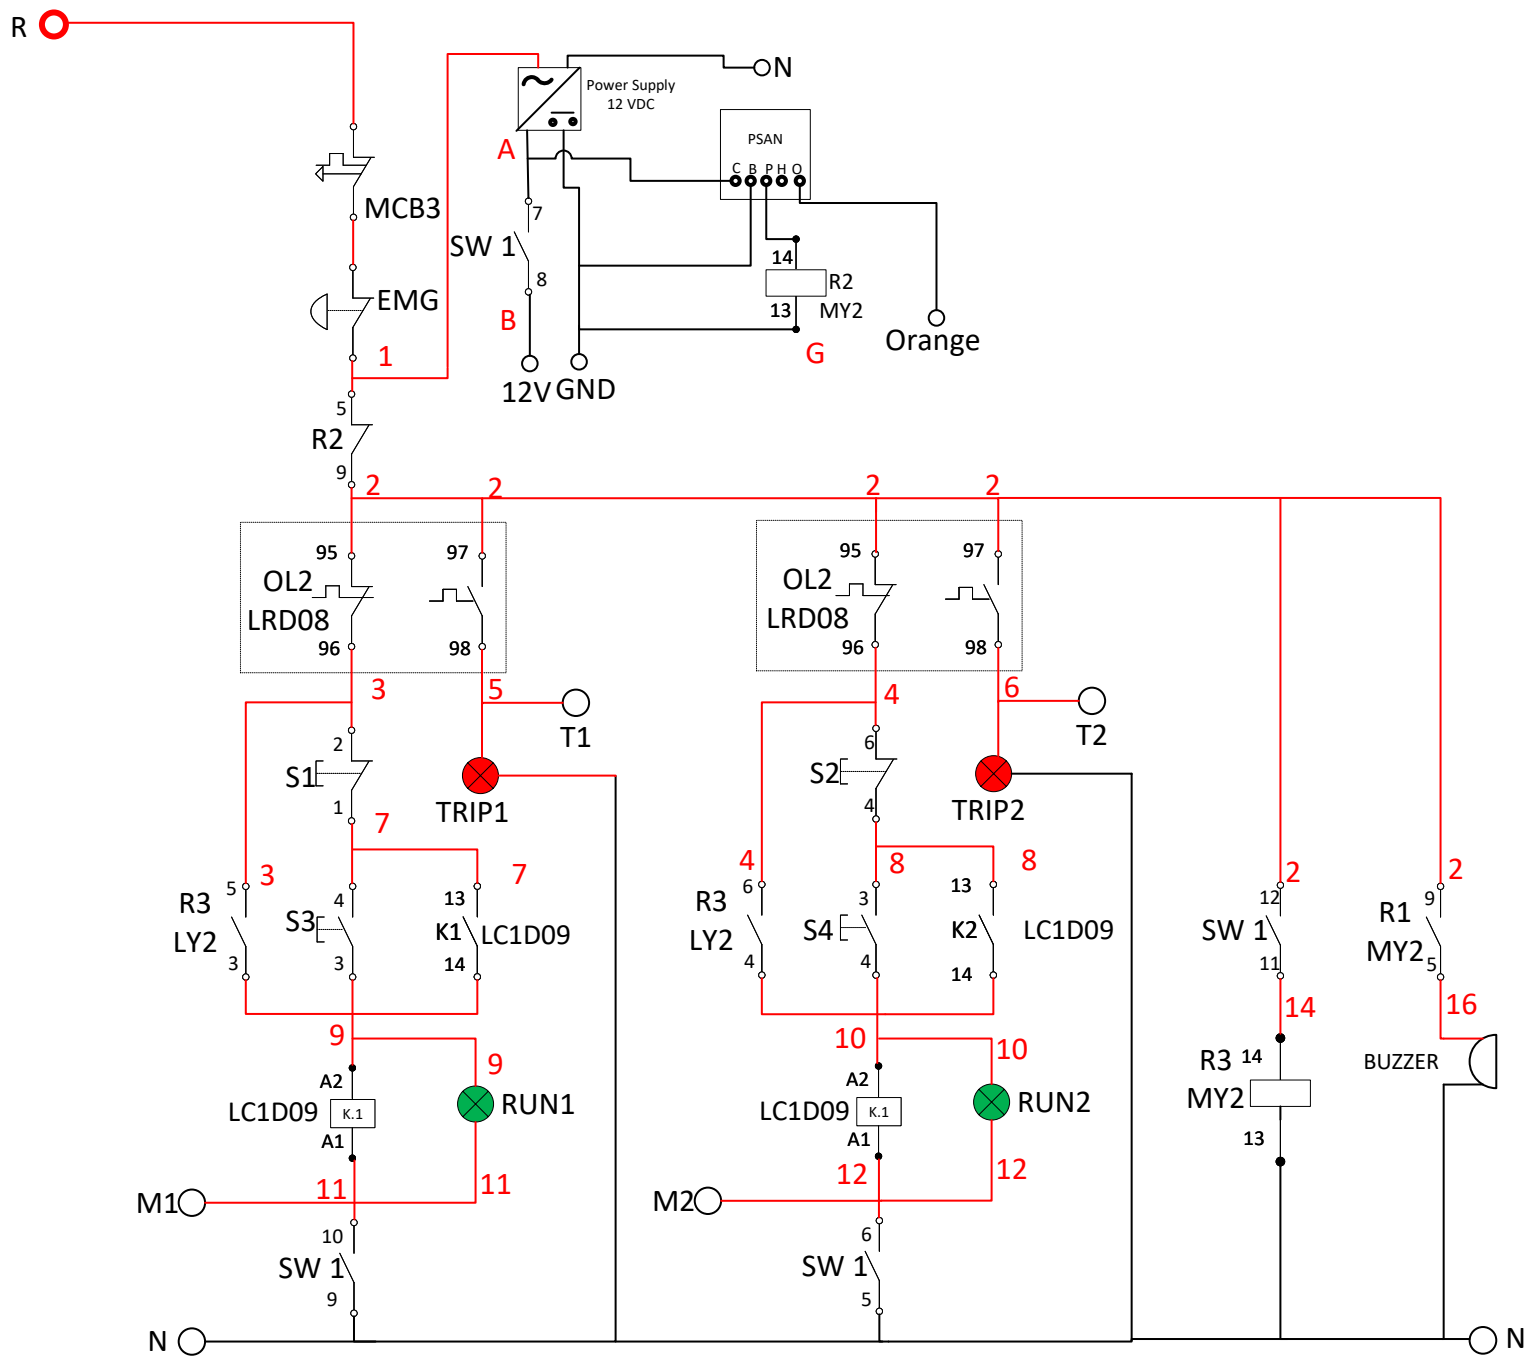 R
N
Power Supply
12 VDC
PSAN
A
C B P H O
MCB3
7
SW 1
14
8
R2
EMG
13
MY2
B
Orange
1
G
12V GND
5
R2
9
2
2
2
2
95
97
95
97
OL2
OL2
LRD08
LRD08
96
98
96
98
3
5
4
6
T1
T2
2
6
S1
S2
1
TRIP1
4
TRIP2
7
3
7
4
8
8
2
2
5
4
13
6
3
13
12
9
R3
S3
K1
LC1D09
R3
S4
K2
LC1D09
SW 1
R1
LY2
LY2
MY2
3
3
14
4
4
14
11
5
14
16
9
9
10
10
R3
14
BUZZER
A2
A2
MY2
LC1D09
K.1
RUN1
LC1D09
K.1
RUN2
A1
A1
13
11
11
12
12
M1
M2
10
6
SW 1
SW 1
9
5
N
N